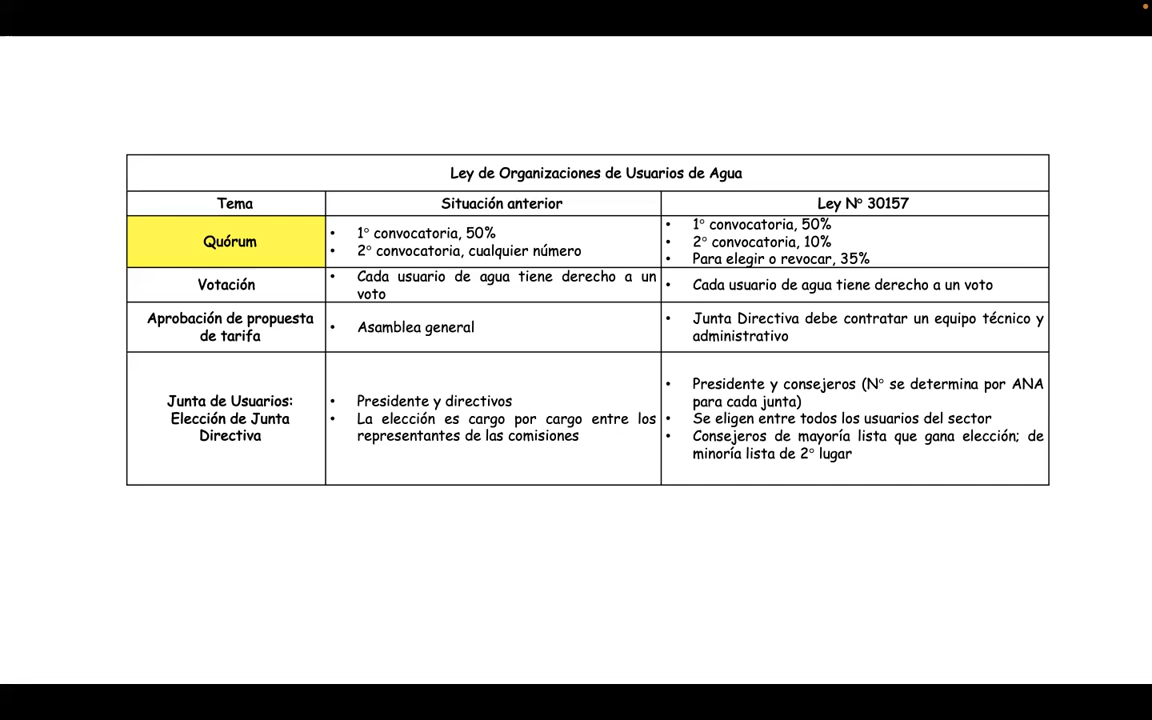 Ley de Organizaciones de Usuarios de Agua
Tema
Situación anterior
Ley N° 30157
Quórum
• 1° convocatoria, 50%
• 2° convocatoria, cualquier número
• 1° convocatoria, 50%
• 2° convocatoria, 10%
• Para elegir o revocar, 35%
Votación
• Cada usuario de agua tiene derecho a un
voto
• Cada usuario de agua tiene derecho a un voto
Aprobación de propuesta
de tarifa
• Asamblea general
• Junta Directiva debe contratar un equipo técnico y
administrativo
Junta de Usuarios:
Elección de Junta
Directiva
• Presidente y directivos
• La elección es cargo por cargo entre los
representantes de las comisiones
• Presidente y consejeros (N° se determina por ANA
para cada junta)
• Se eligen entre todos los usuarios del sector
• Consejeros de mayoría lista que gana elección; de
minoría lista de 2° lugar